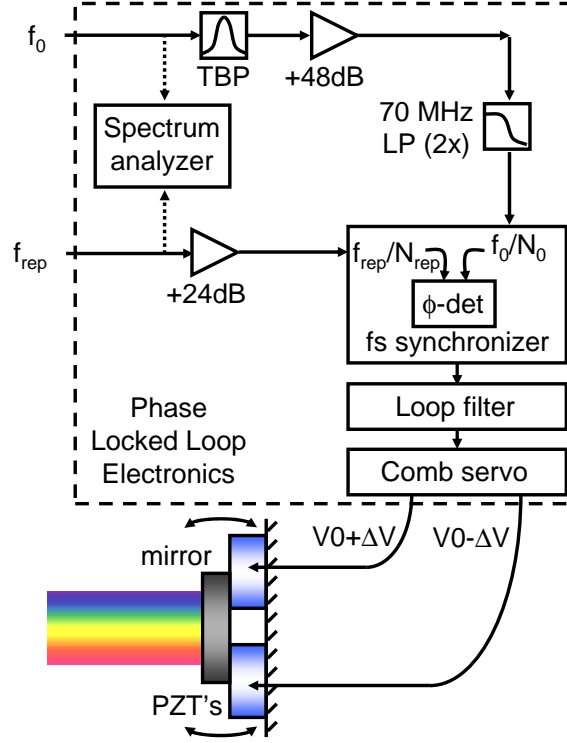 f0
TBP
+48dB
70 MHz
LP (2x)
Spectrum
analyzer
frep
+24dB
frep/Nrep
f0/N0
ϕ-det
fs synchronizer
Loop filter
Comb servo
Phase
Locked Loop
Electronics
V0+ΔV
V0-ΔV
mirror
PZT's